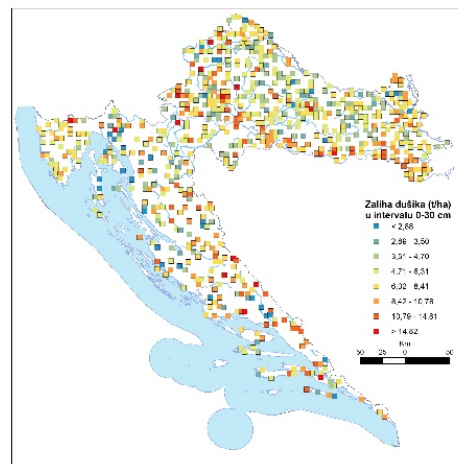 Zaliha dušika (t/ha)
u intervalu 0-30 cm
< 2,88
2,89 - 3,50
3,51 - 4,70
4,71 - 6,31
6,32 - 8,41
8,42 - 10,78
10,79 - 14,81
> 14,82
Km
50 25 0 50